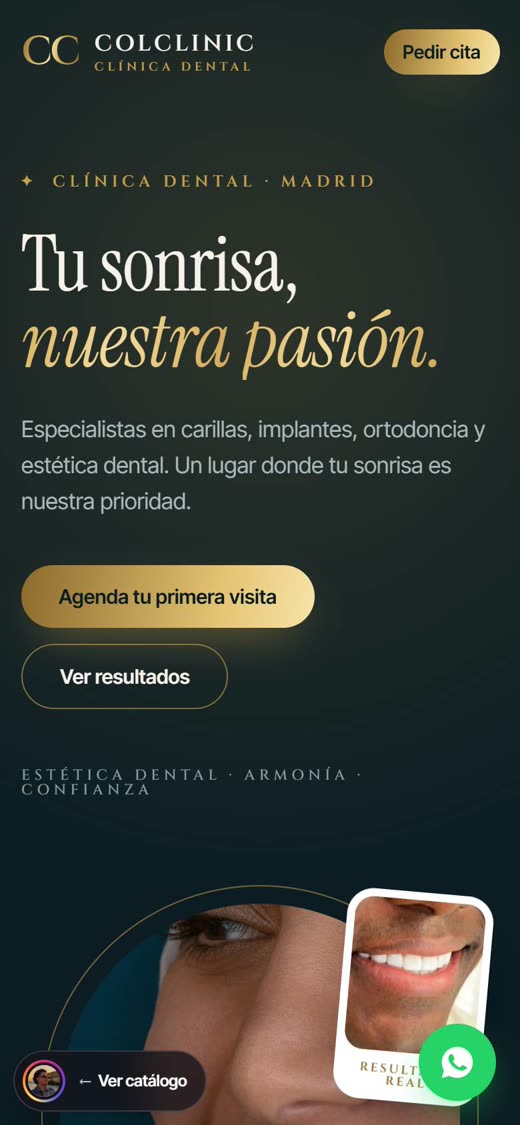 CC COLCLINIC
CLÍNICA DENTAL
Pedir cita
✦ CLÍNICA DENTAL · MADRID
Tu sonrisa,
nuestra pasión.
Especialistas en carillas, implantes, ortodoncia y
estética dental. Un lugar donde tu sonrisa es
nuestra prioridad.
Agenda tu primera visita
Ver resultados
ESTÉTICA DENTAL · ARMONÍA ·
CONFIANZA
← Ver catálogo